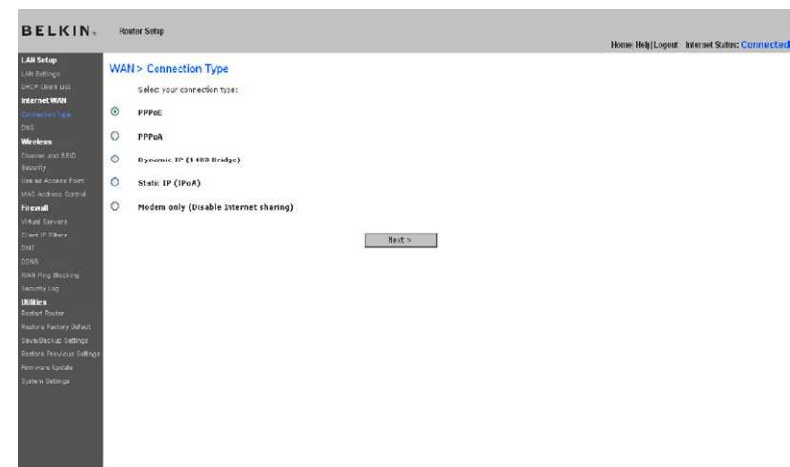 BELKIN.
Router Setup
Home|Help|Logout Internet Status: Connected
LAN Setup
LAN Settings
DHCP Client List
Internet WAN
Connection Type
DNS
Wireless
Channel and SSID
Security
Use as Access Point
MAC Address Control
Firewall
Virtual Servers
Client IP Filters
DMZ
DDNS
WAN Ping Blocking
Security Log
Utilities
Restart Router
Restore Factory Default
Save/Backup Settings
Restore Previous Settings
Firmware Update
System Settings
WAN > Connection Type
Select your connection type:
PPPoE
PPPoA
Dynamic IP (1483 Bridge)
Static IP (IPoA)
Modem only (Disable Internet sharing)
Next >